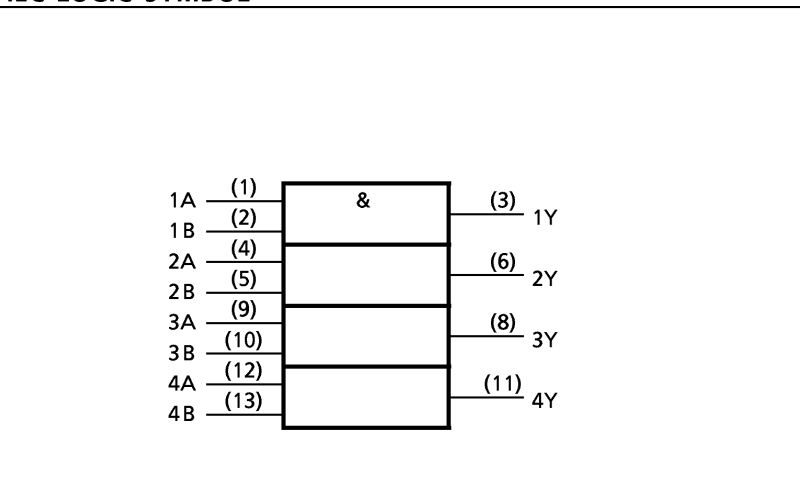 (1)
1A & (3)
(2) 1Y
1B
(4)
2A (6)
(5) 2Y
2B
(9)
3A (8)
(10) 3Y
3B
(12)
4A (11)
(13) 4Y
4B